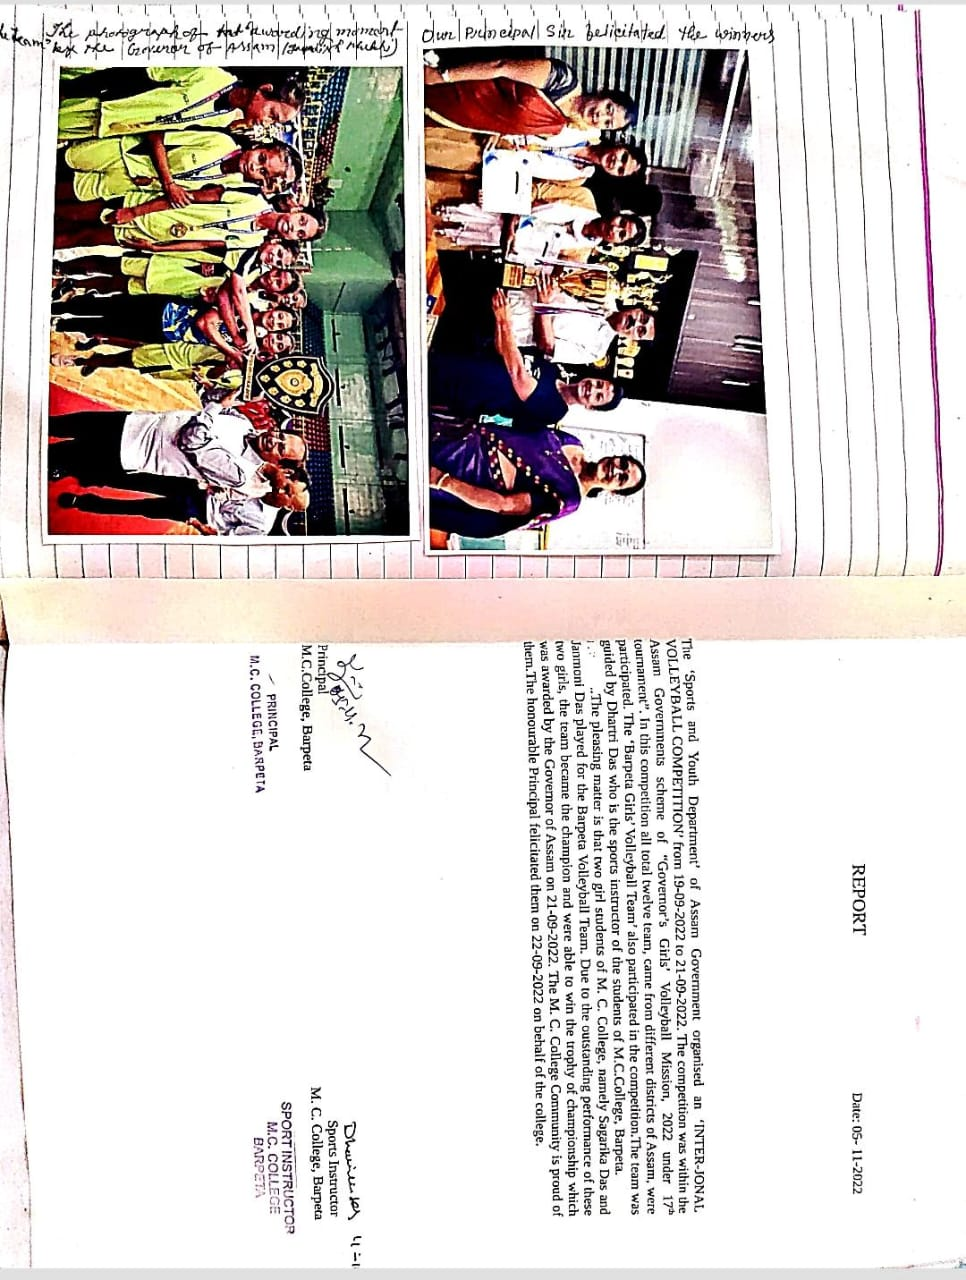 The photograph of the awarding moment
by the Governor of Assam
Our Principal Sir felicitated the winners
REPORT
Date: 05- 11-2022
The ‘Sports and Youth Department’ of Assam Government organised an ‘INTER-JONAL
VOLLEYBALL COMPETITION’ from 19-09-2022 to 21-09-2022. The competition was within the
Assam Governments scheme of “Governor’s Girls’ Volleyball Mission, 2022 under 17th
tournament”. In this competition all total twelve team, came from different districts of Assam, were
participated. The ‘Barpeta Girls’ Volleyball Team’ also participated in the competition.The team was
guided by Dhartri Das who is the sports instructor of the students of M.C.College, Barpeta.
...The pleasing matter is that two girl students of M. C. College, namely Sagarika Das and
Janmoni Das played for the Barpeta Volleyball Team. Due to the outstanding performance of these
two girls, the team became the champion and were able to win the trophy of championship which
was awarded by the Governor of Assam on 21-09-2022. The M. C. College Community is proud of
them.The honourable Principal felicitated them on 22-09-2022 on behalf of the college.
Principal
M.C.College, Barpeta
PRINCIPAL
M.C. COLLEGE, BARPETA
Sports Instructor
M. C. College, Barpeta
SPORT INSTRUCTOR
M.C. COLLEGE
BARPETA